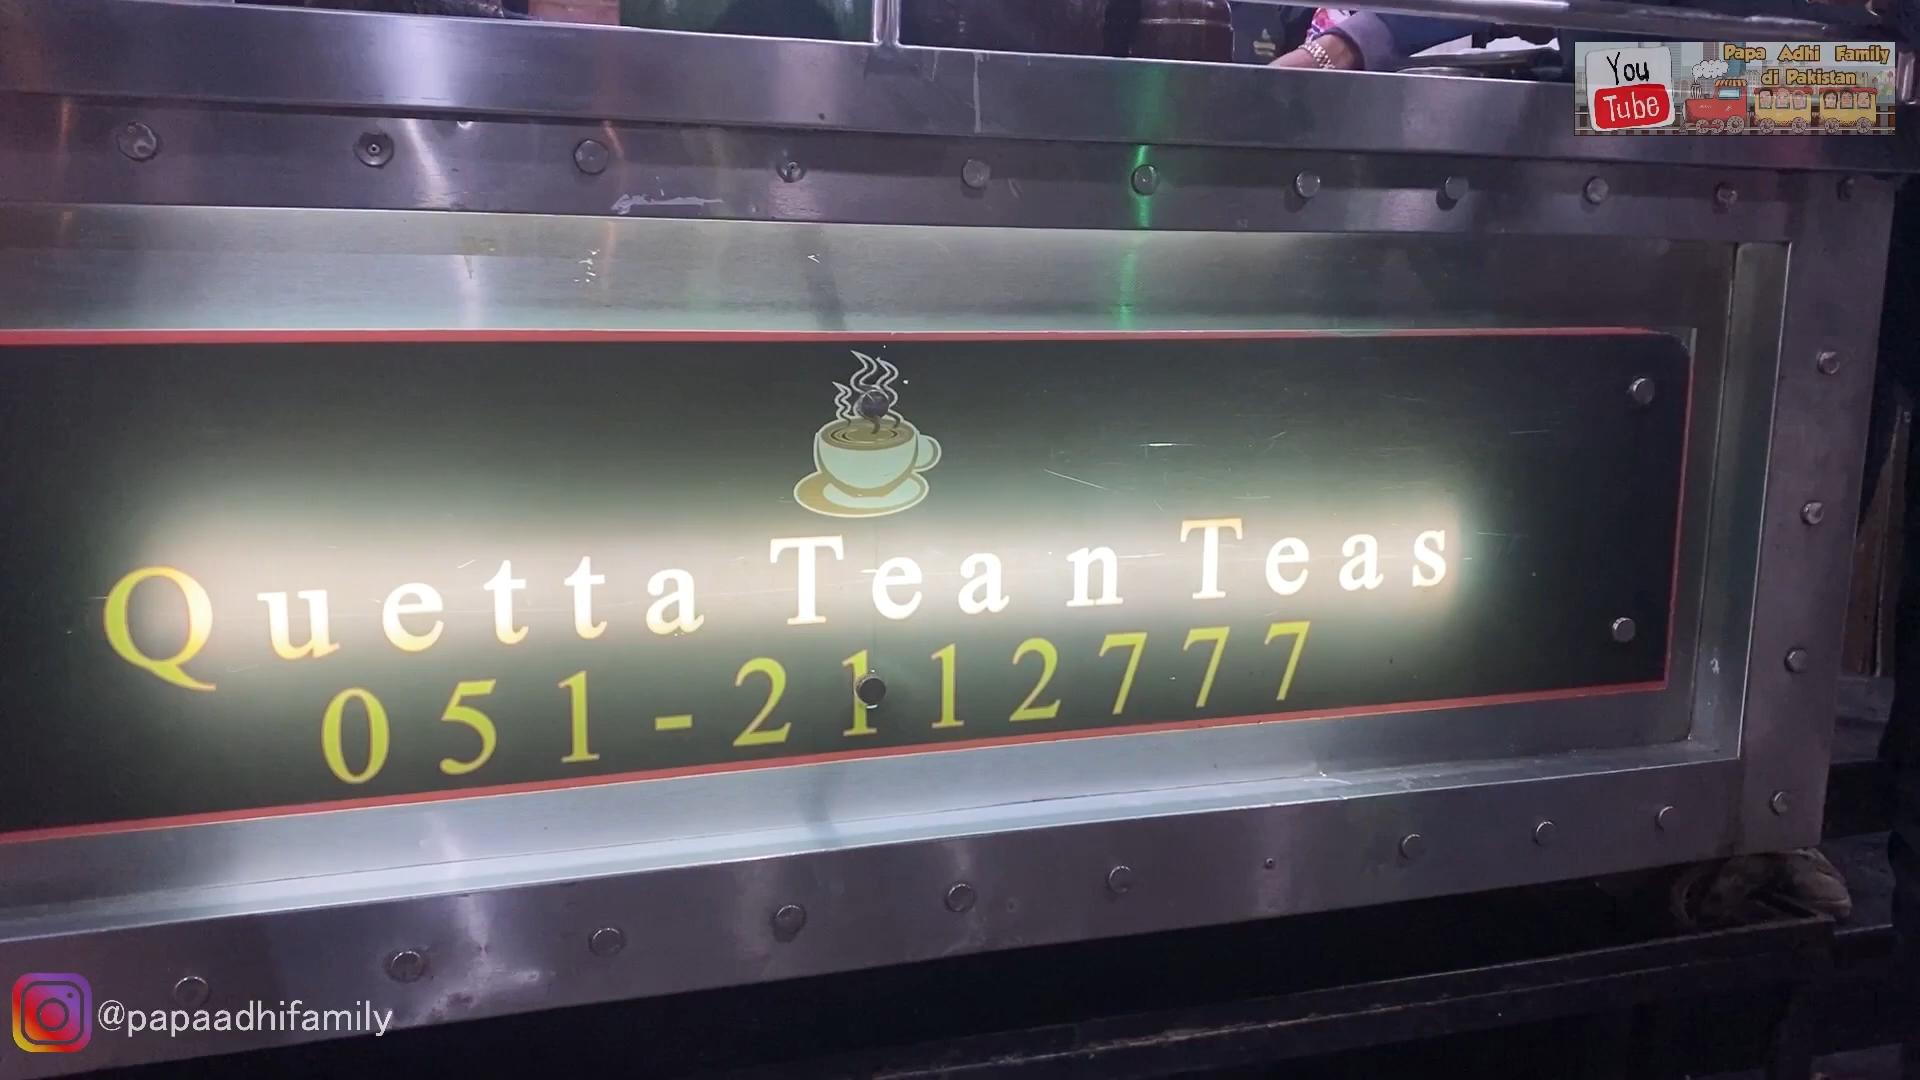 You
Tube
Papa Adhi Family
di Pakistan
Quetta Tea n Teas
051-2112777
@papaadhifamily